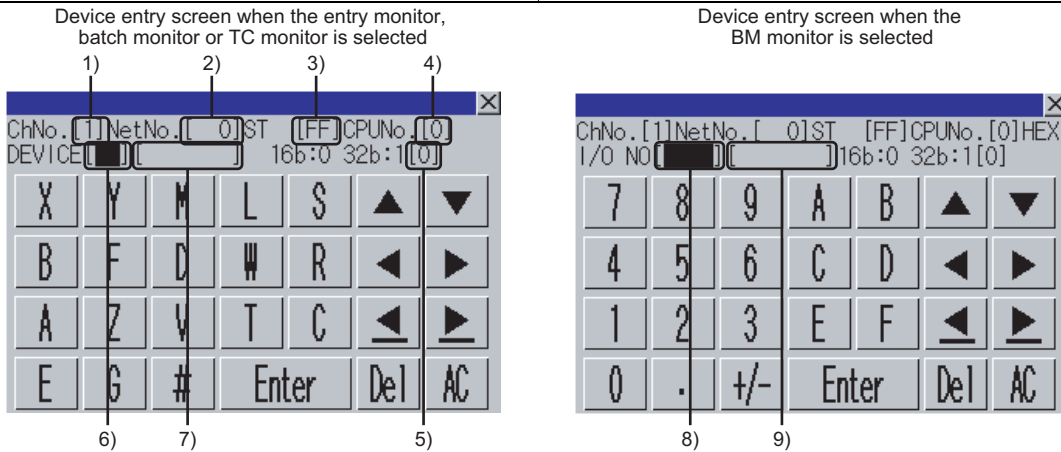 Device entry screen when the entry monitor,
batch monitor or TC monitor is selected
1) 2) 3) 4)
ChNo.[ 1]NetNo.[ 0]ST [FF]CPUNo.[0]
DEVICE[ ][ ] 16b:0 32b:1[0]
X Y M L S ▲ ▼
B F D W R ◀ ▶
A Z V T C ◀ ▶
E G # Enter Del AC
6) 7) 5)
Device entry screen when the
BM monitor is selected
ChNo.[1]NetNo.[ 0]ST [FF]CPUNo.[0]HEX
I/O NO[ ][ ]16b:0 32b:1[0]
7 8 9 A B ▲ ▼
4 5 6 C D ◀ ▶
1 2 3 E F ◀ ▶
0 . +/- Enter Del AC
8) 9)